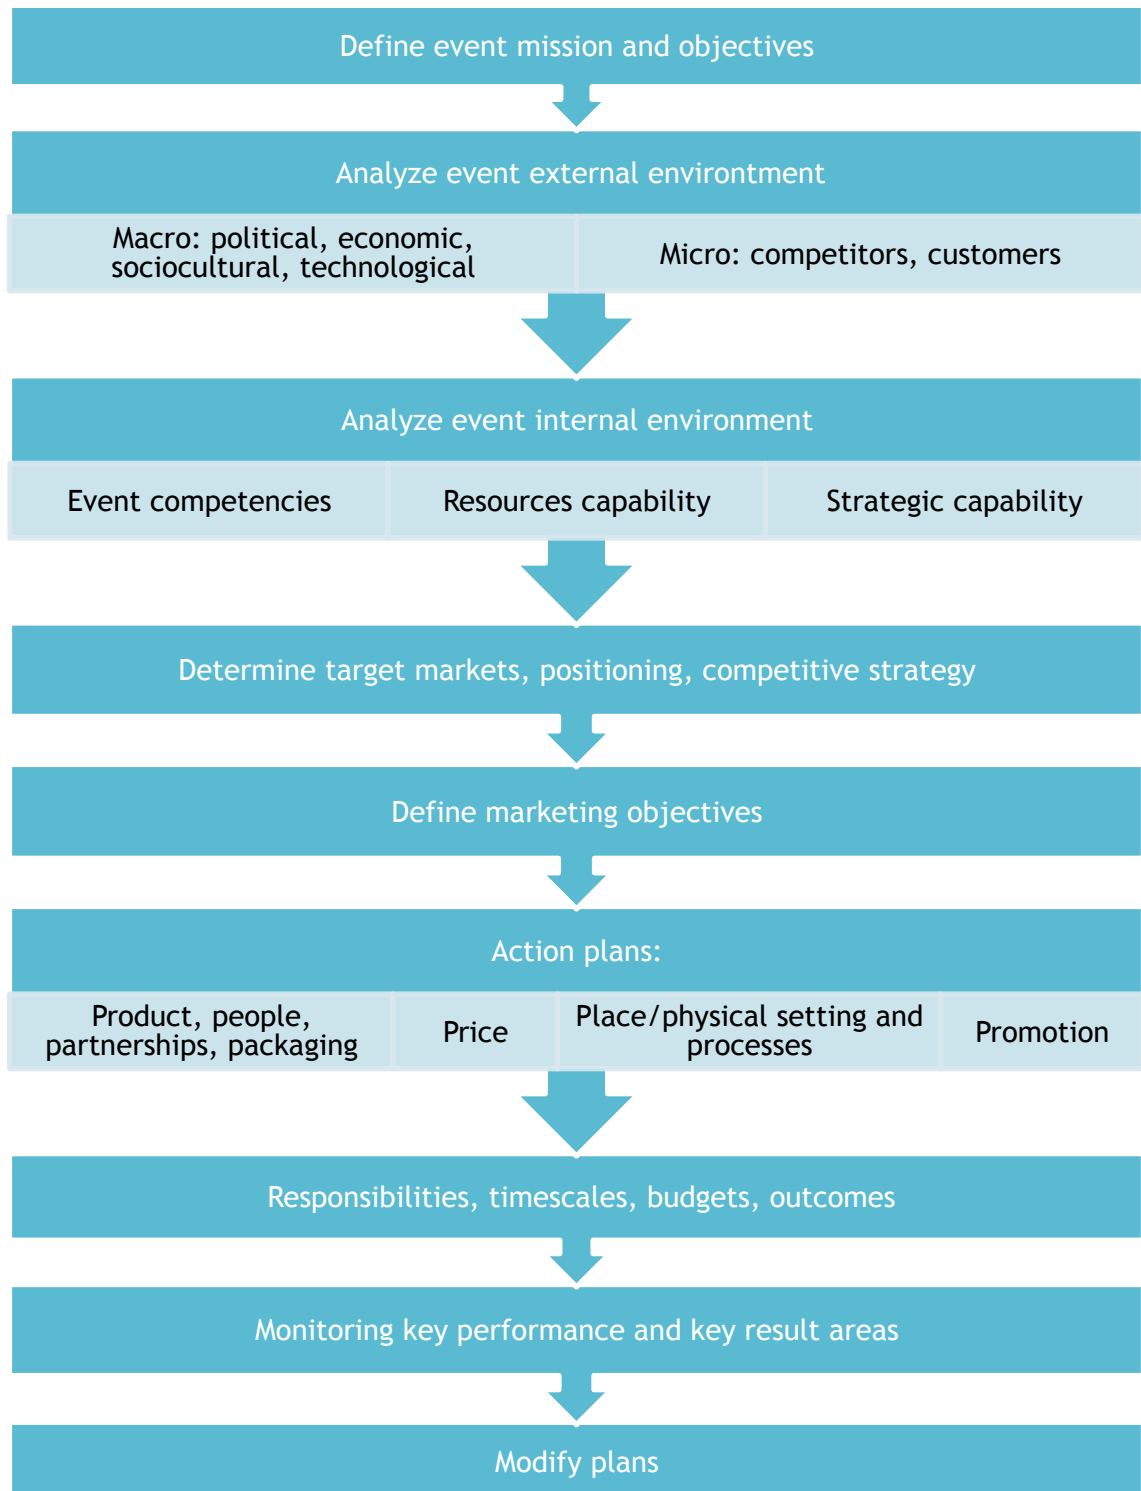 Define event mission and objectives
Analyze event external environtment
Macro: political, economic,
sociocultural, technological
Micro: competitors, customers
Analyze event internal environment
Event competencies
Resources capability
Strategic capability
Determine target markets, positioning, competitive strategy
Define marketing objectives
Action plans:
Product, people,
partnerships, packaging
Price
Place/physical setting and
processes
Promotion
Responsibilities, timescales, budgets, outcomes
Monitoring key performance and key result areas
Modify plans